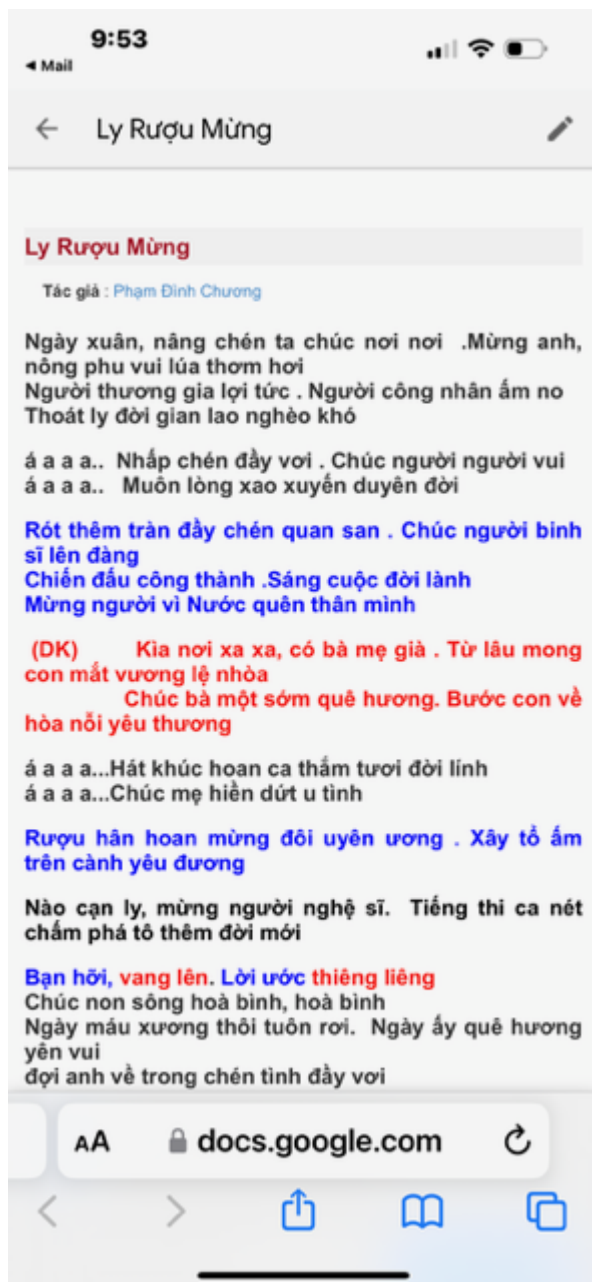 9:53
◄ Mail
Ly Rượu Mừng
Ly Rượu Mừng
Tác giả : Phạm Đình Chương
Ngày xuân, nâng chén ta chúc nơi nơi .Mừng anh,
nông phu vui lúa thơm hơi
Người thương gia lợi tức . Người công nhân ấm no
Thoát ly đời gian lao nghèo khó
á a a a.. Nhấp chén đầy vơi . Chúc người người vui
á a a a.. Muôn lòng xao xuyến duyên đời
Rót thêm tràn đầy chén quan san . Chúc người binh
sĩ lên đàng
Chiến đấu công thành .Sáng cuộc đời lành
Mừng người vì Nước quên thân mình
(DK) Kìa nơi xa xa, có bà mẹ già . Từ lâu mong
con mắt vương lệ nhòa
Chúc bà một sớm quê hương. Bước con về
hòa nỗi yêu thương
á a a a...Hát khúc hoan ca thắm tươi đời lính
á a a a...Chúc mẹ hiền dứt u tình
Rượu hân hoan mừng đôi uyên ương . Xây tổ ấm
trên cành yêu đương
Nào cạn ly, mừng người nghệ sĩ. Tiếng thi ca nét
chấm phá tô thêm đời mới
Bạn hỡi, vang lên. Lời ước thiêng liêng
Chúc non sông hoà bình, hoà bình
Ngày máu xương thôi tuôn rơi. Ngày ấy quê hương
yên vui
đợi anh về trong chén tình đầy vơi
AA docs.google.com